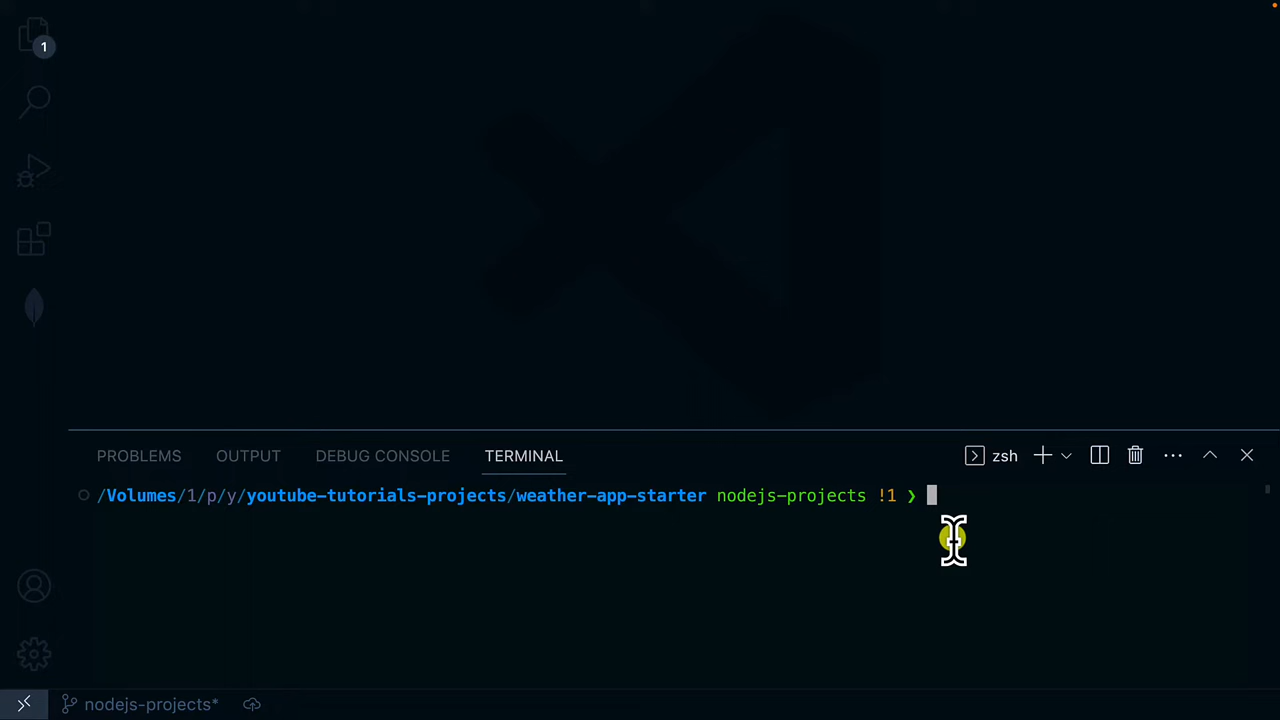 1
PROBLEMS OUTPUT DEBUG CONSOLE TERMINAL zsh
/Volumes/1/p/y/youtube-tutorials-projects/weather-app-starter nodejs-projects !1 ❯
nodejs-projects*